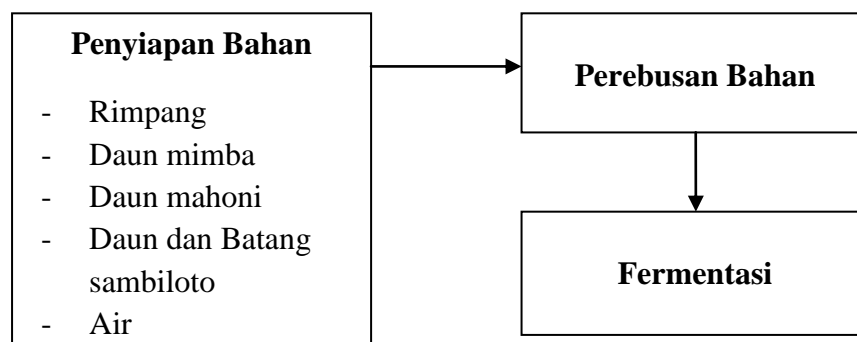 Penyiapan Bahan
- Rimpang
- Daun mimba
- Daun mahoni
- Daun dan Batang
sambiloto
- Air
Perebusan Bahan
Fermentasi